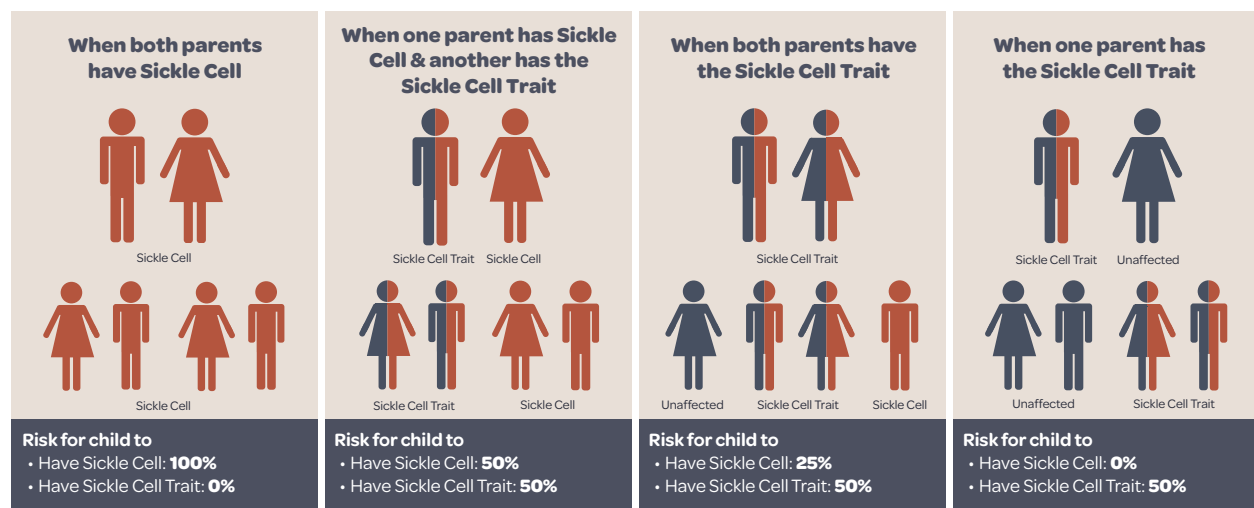 When both parents
have Sickle Cell
Sickle Cell
Sickle Cell
Risk for child to
• Have Sickle Cell: 100%
• Have Sickle Cell Trait: 0%
When one parent has Sickle
Cell & another has the
Sickle Cell Trait
Sickle Cell Trait Sickle Cell
Sickle Cell Trait Sickle Cell
Risk for child to
• Have Sickle Cell: 50%
• Have Sickle Cell Trait: 50%
When both parents have
the Sickle Cell Trait
Sickle Cell Trait
Unaffected Sickle Cell Trait Sickle Cell
Risk for child to
• Have Sickle Cell: 25%
• Have Sickle Cell Trait: 50%
When one parent has
the Sickle Cell Trait
Sickle Cell Trait Unaffected
Unaffected Sickle Cell Trait
Risk for child to
• Have Sickle Cell: 0%
• Have Sickle Cell Trait: 50%